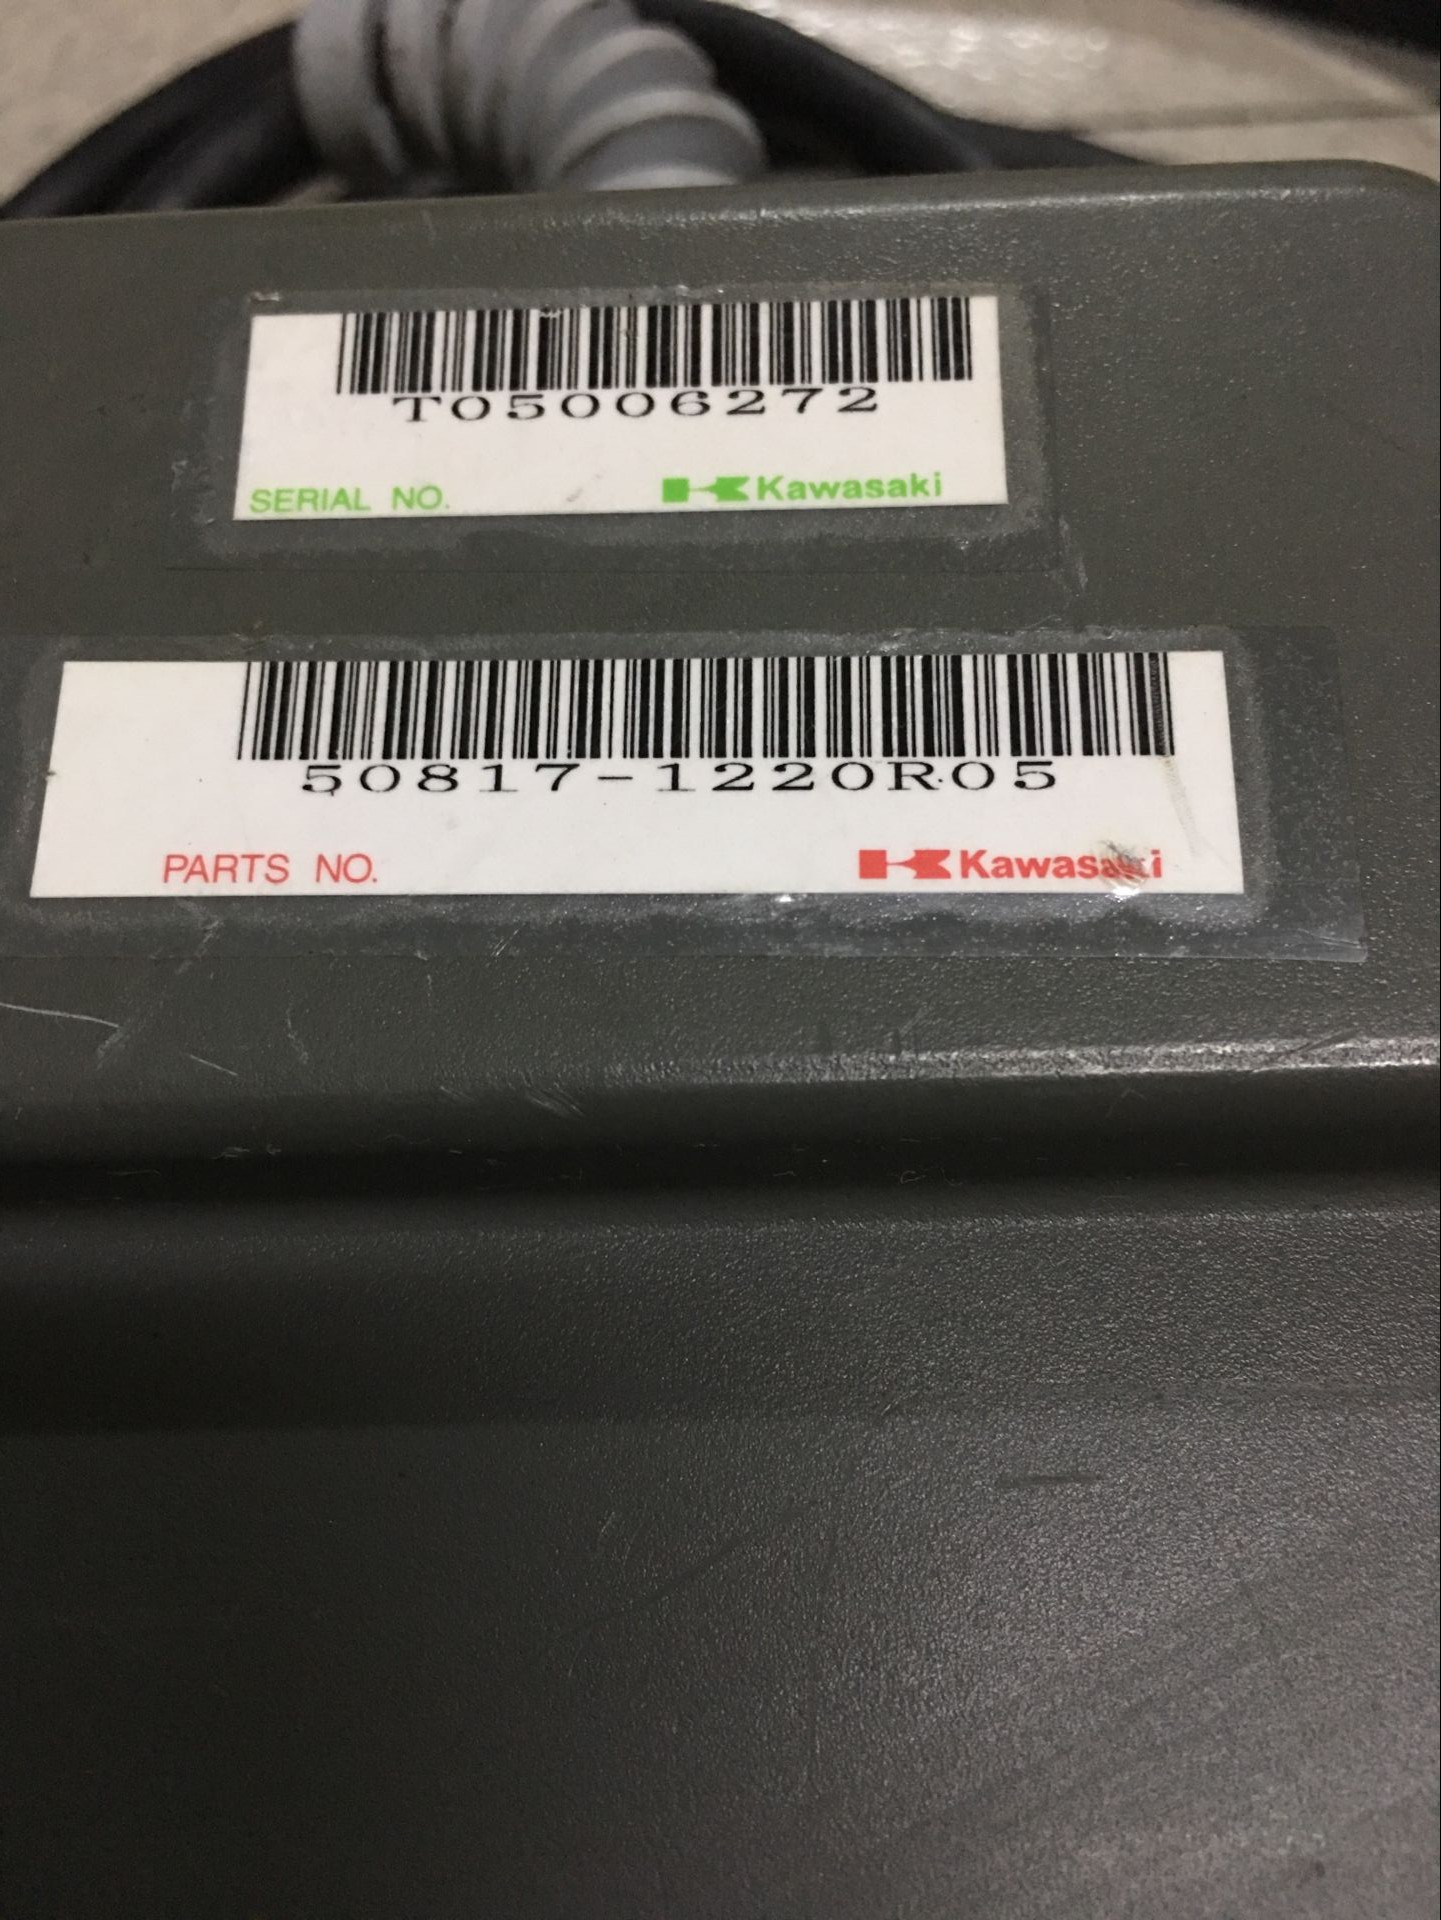 T05006272
SERIAL NO. Kawasaki
50817-1220R05
PARTS NO. Kawasaki